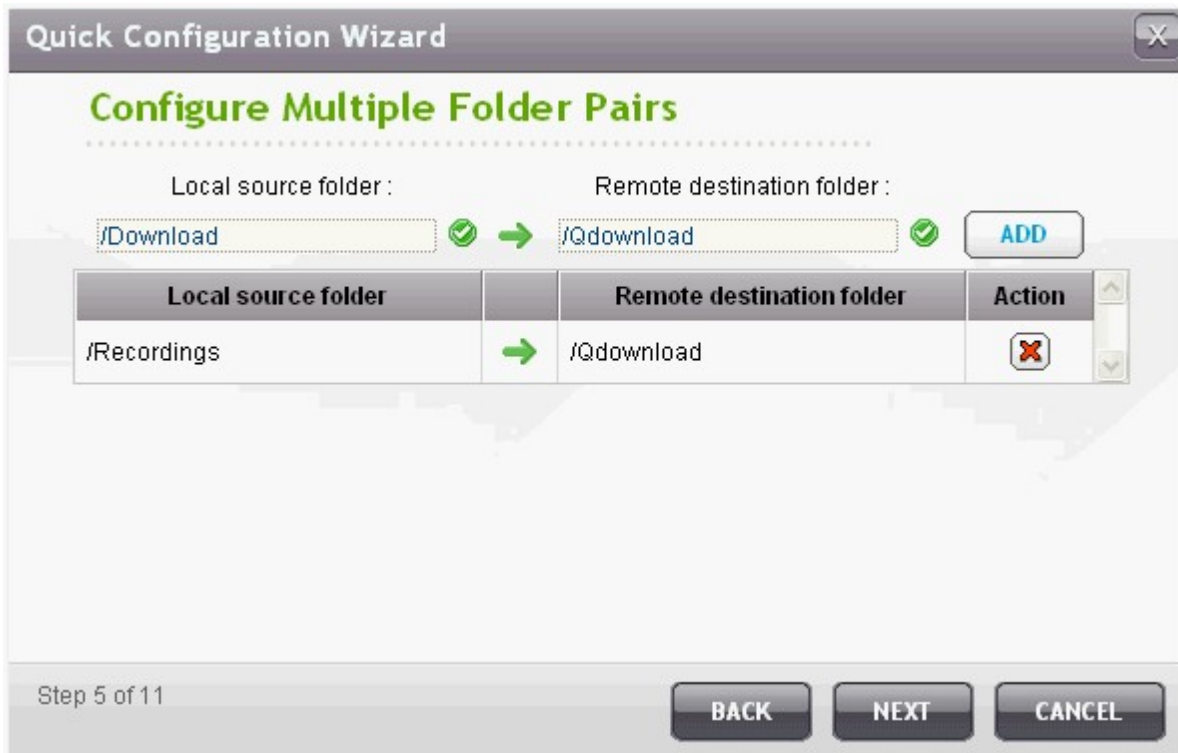 Quick Configuration Wizard X
Configure Multiple Folder Pairs
Local source folder : Remote destination folder :
/Download /Qdownload ADD
Local source folder Remote destination folder Action
/Recordings /Qdownload
Step 5 of 11 BACK NEXT CANCEL